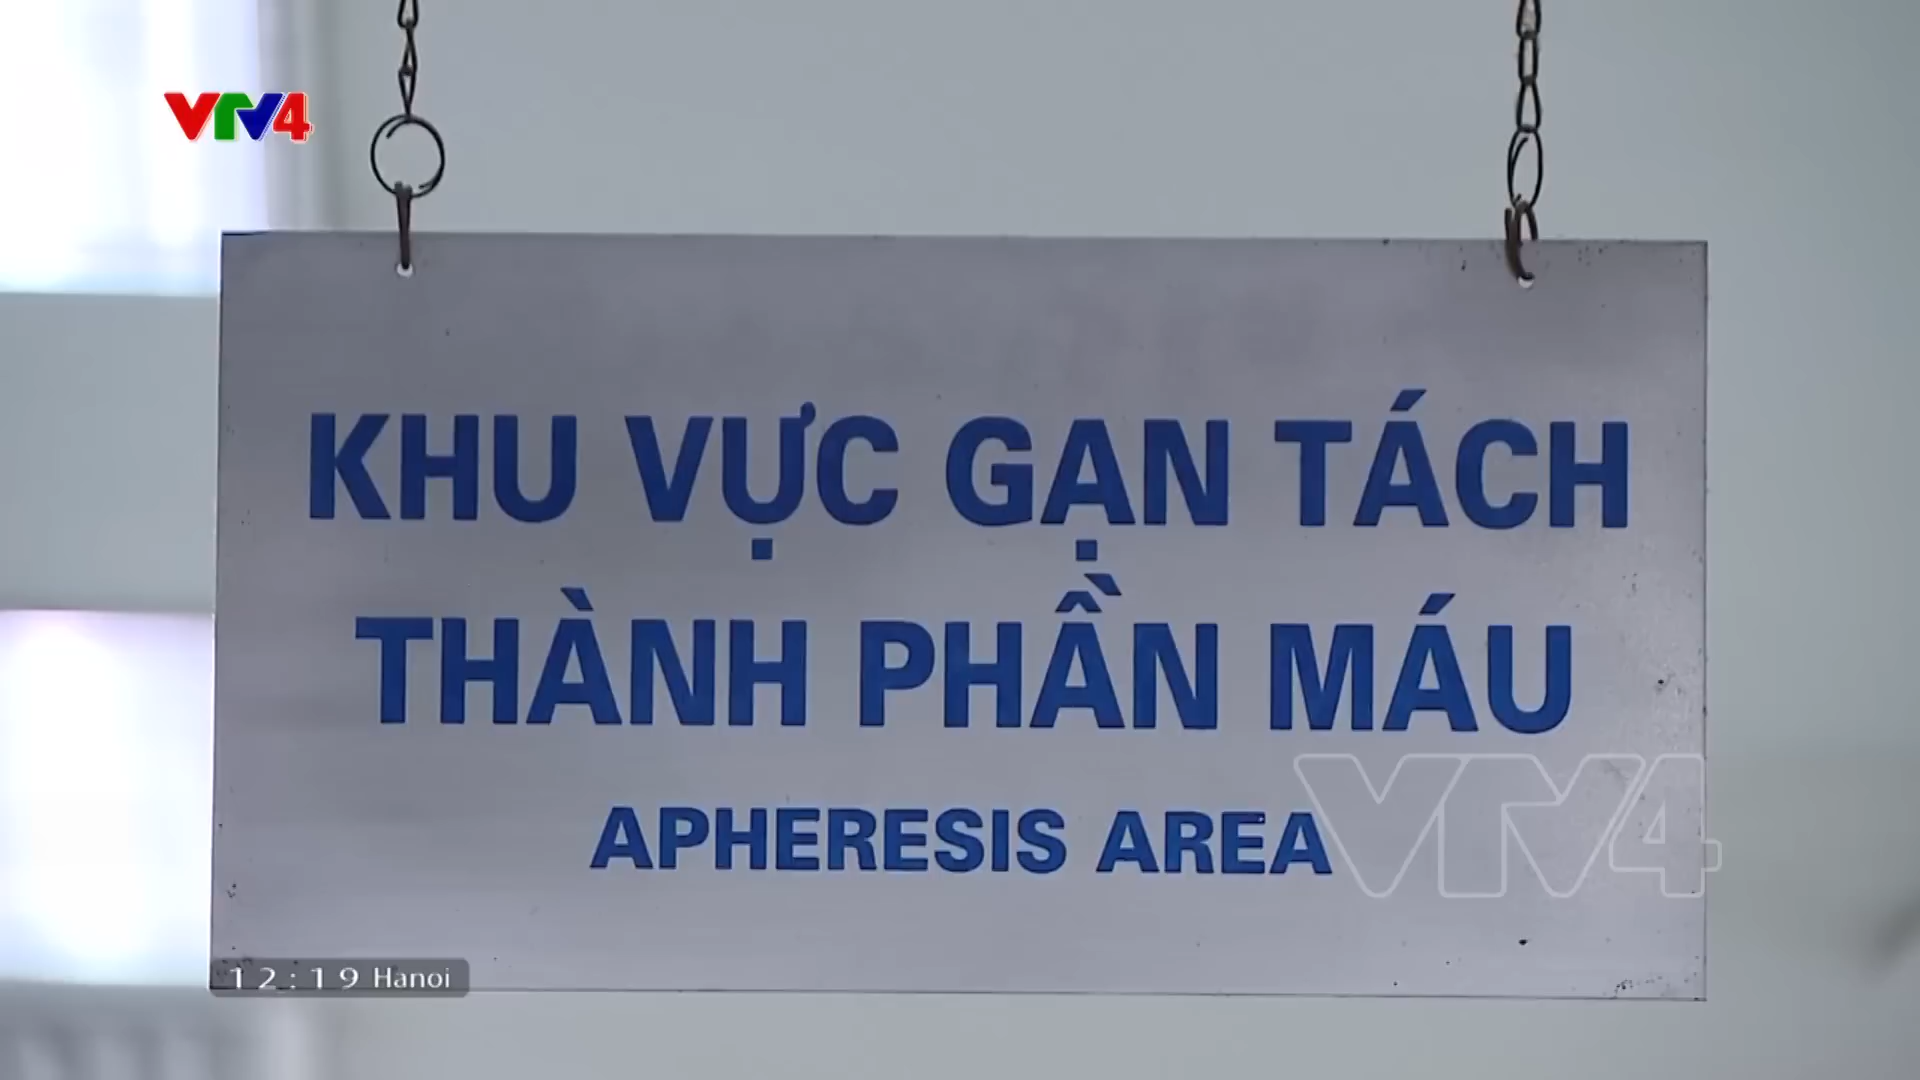 VTV4
KHU VỰC GẠN TÁCH
THÀNH PHẦN MÁU
APHERESIS AREA
VTV4
12:19 Hanoi